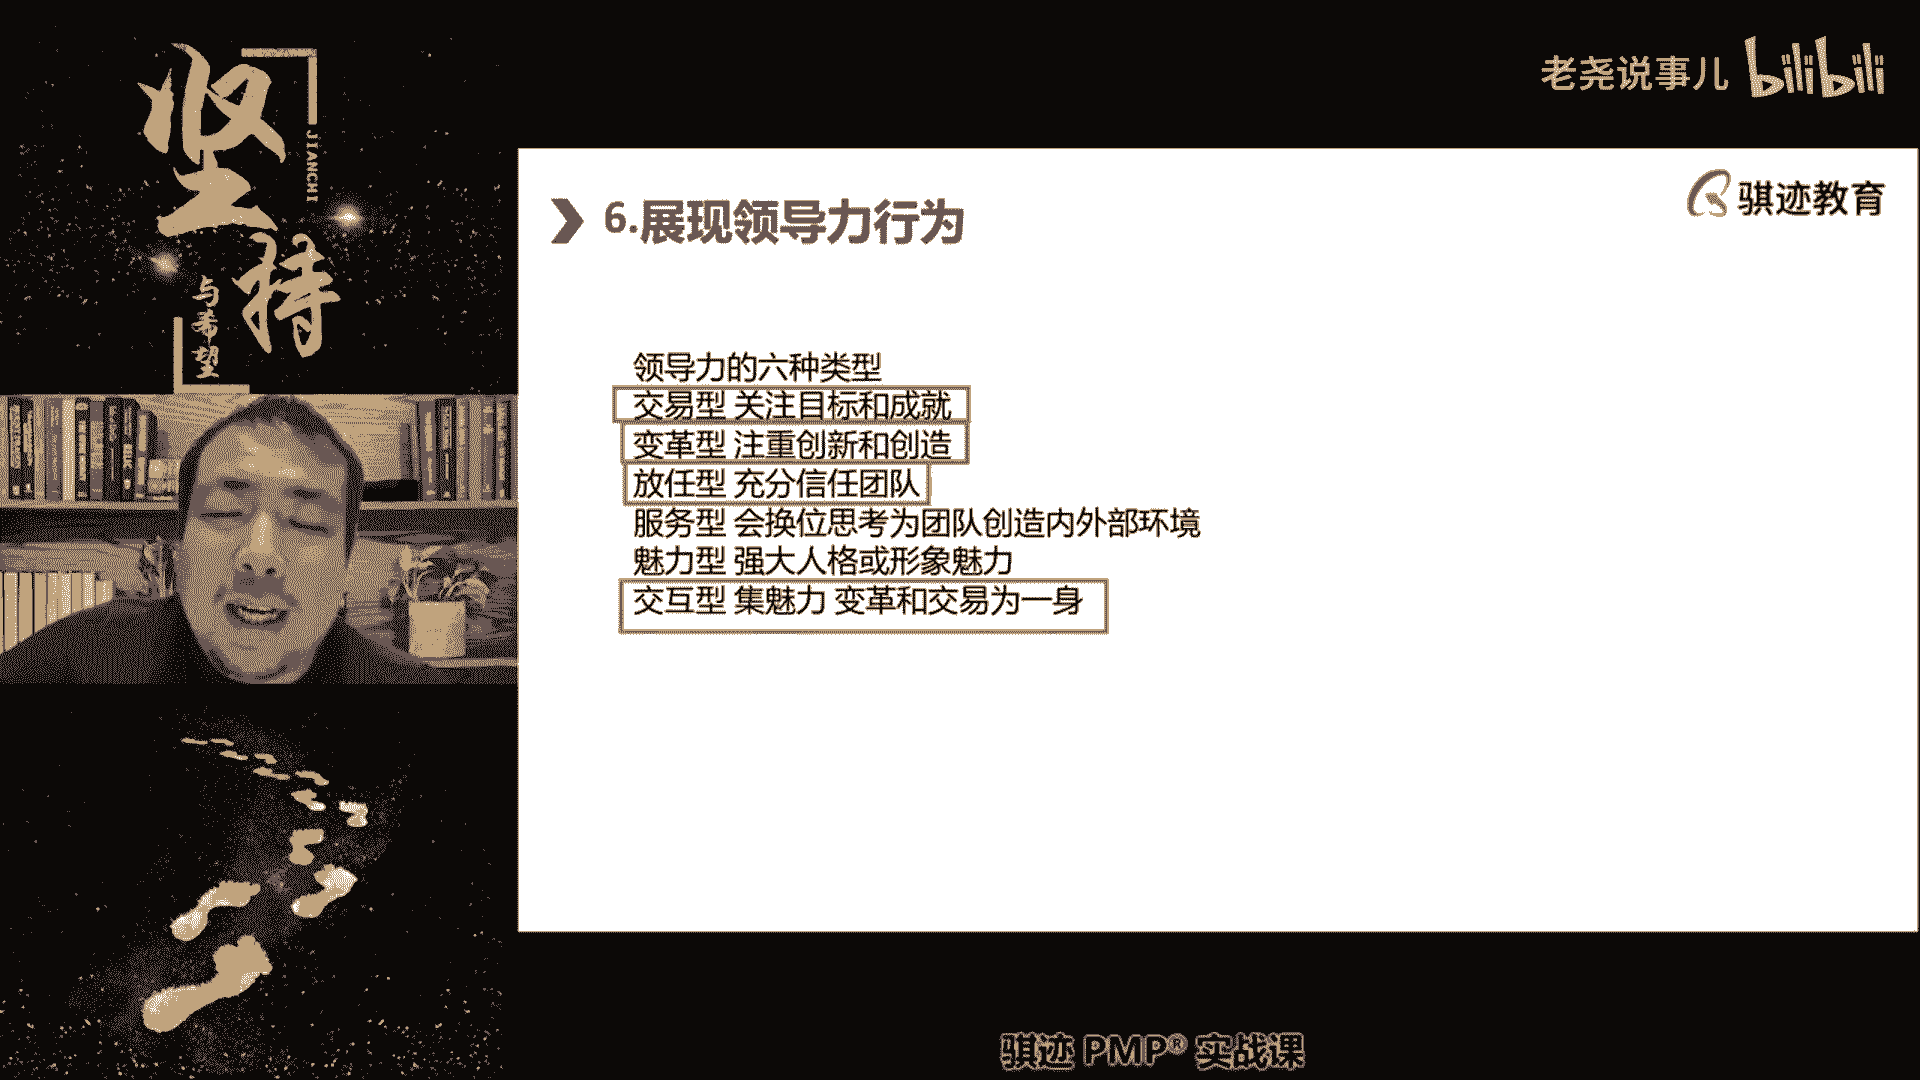 坚持
JIANCHI
与希望
老尧说事儿 bilibili
骐迹教育
6.展现领导力行为
领导力的六种类型
交易型 关注目标和成就
变革型 注重创新和创造
放任型 充分信任团队
服务型 会换位思考为团队创造内外部环境
魅力型 强大人格或形象魅力
交互型 集魅力 变革和交易为一身
骐迹 PMP® 实战课